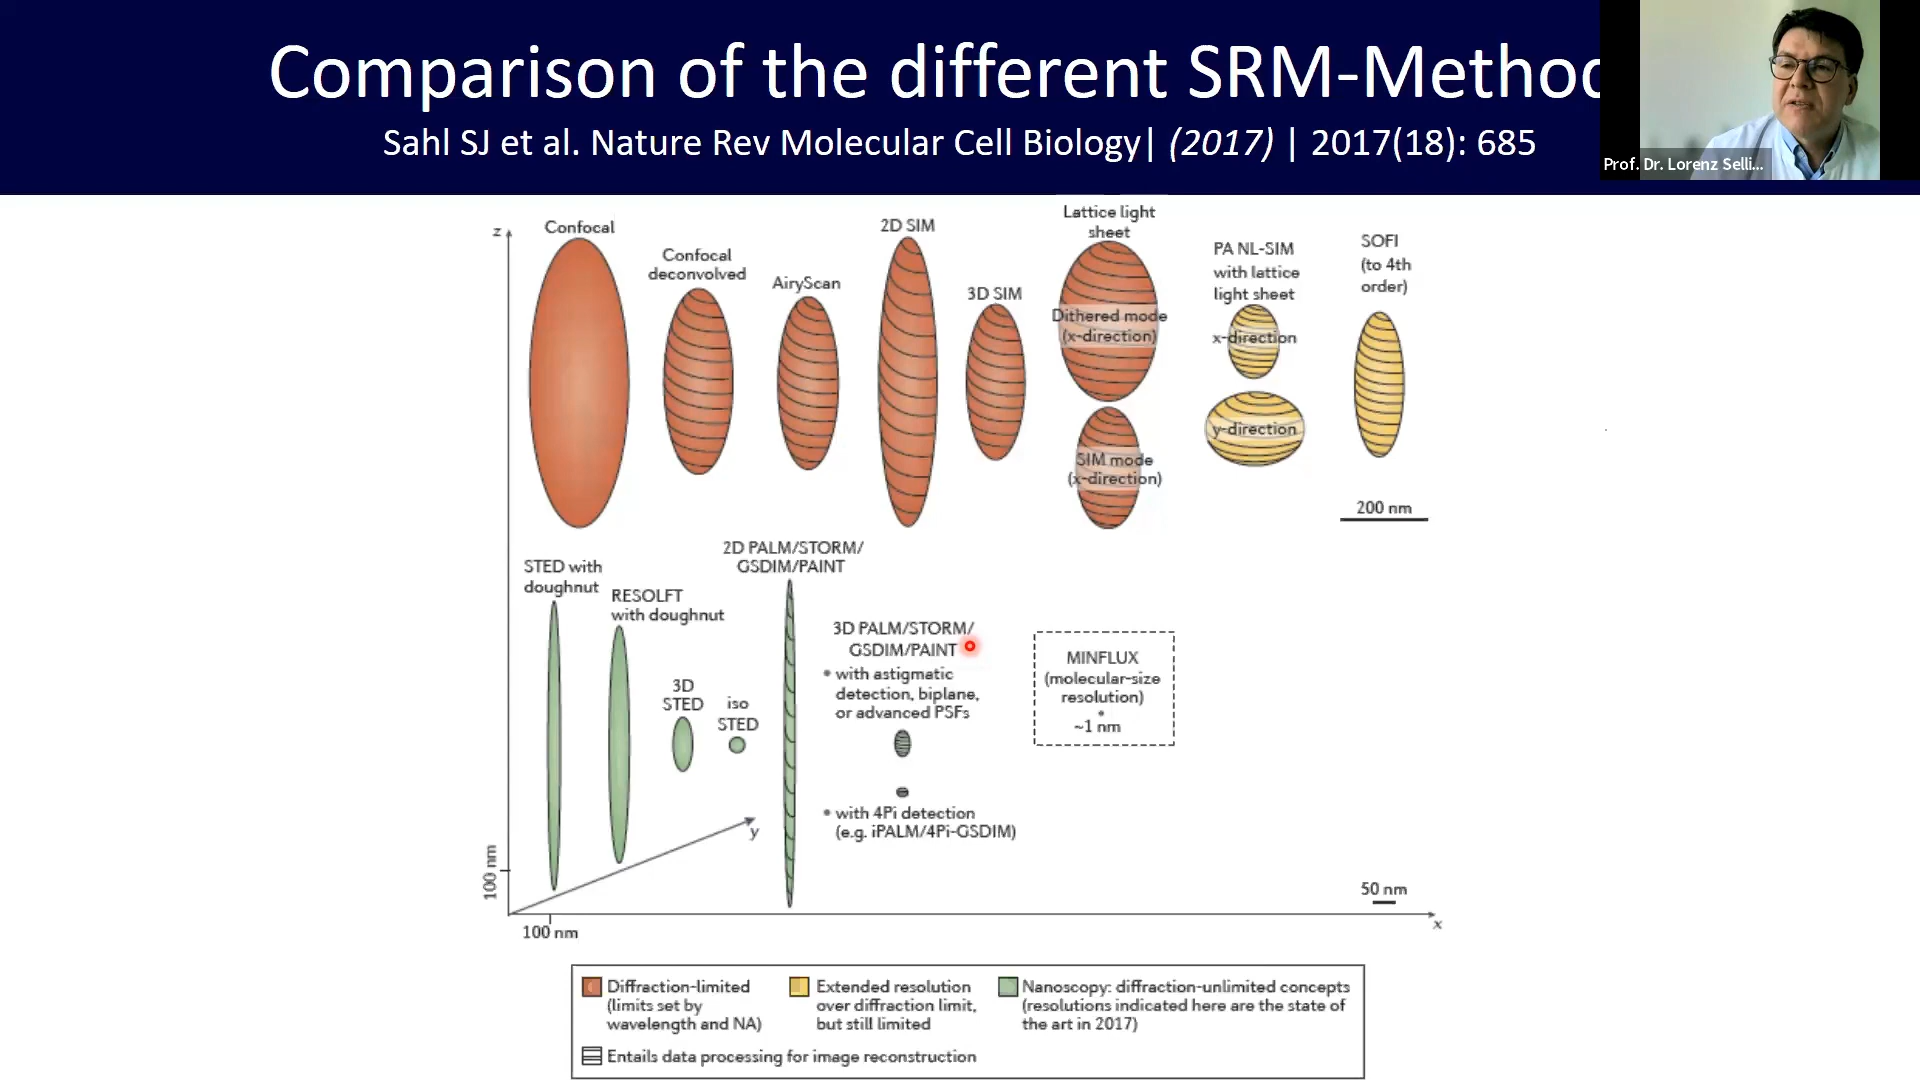 Comparison of the different SRM-Method
Sahl SJ et al. Nature Rev Molecular Cell Biology| (2017) | 2017(18): 685
Prof. Dr. Lorenz Selli...
z
Confocal
Confocal
deconvolved
AiryScan
2D SIM
3D SIM
Lattice light
sheet
Dithered mode
(x-direction)
SIM mode
(x-direction)
PA NL-SIM
with lattice
light sheet
x-direction
y-direction
SOFI
(to 4th
order)
200 nm
STED with
doughnut
RESOLFT
with doughnut
3D
STED
iso
STED
2D PALM/STORM/
GSDIM/PAINT
3D PALM/STORM/
GSDIM/PAINT
• with astigmatic
detection, biplane,
or advanced PSFs
• with 4Pi detection
(e.g. iPALM/4Pi-GSDIM)
MINFLUX
(molecular-size
resolution)
~1 nm
y
100 nm
100 nm
50 nm
x
Diffraction-limited
(limits set by
wavelength and NA)
Extended resolution
over diffraction limit,
but still limited
Nanoscopy: diffraction-unlimited concepts
(resolutions indicated here are the state of
the art in 2017)
Entails data processing for image reconstruction